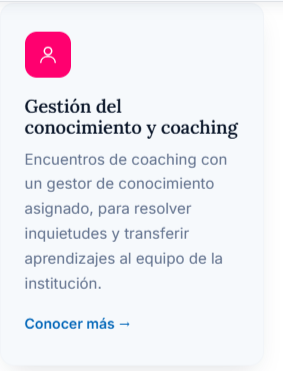 Gestión del
conocimiento y coaching
Encuentros de coaching con
un gestor de conocimiento
asignado, para resolver
inquietudes y transferir
aprendizajes al equipo de la
institución.
Conocer más →